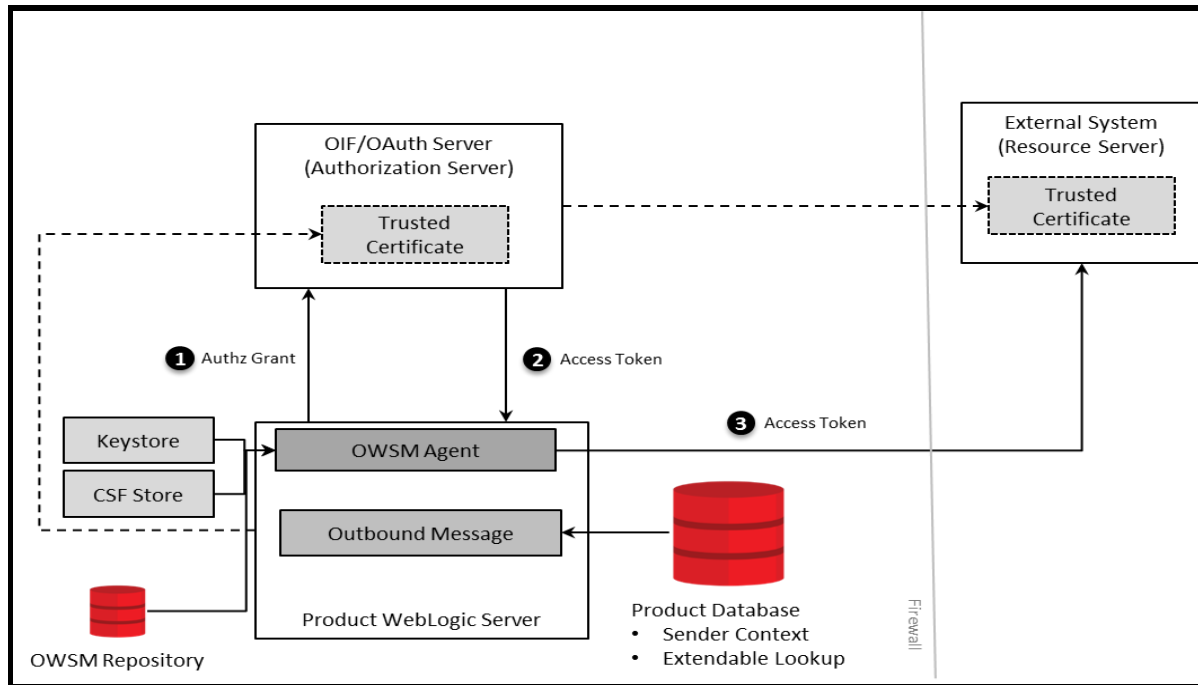 OIF/OAuth Server
(Authorization Server)
Trusted
Certificate
External System
(Resource Server)
Trusted
Certificate
1 Authz Grant
2 Access Token
3 Access Token
Keystore
CSF Store
OWSM Agent
Outbound Message
Product WebLogic Server
OWSM Repository
Product Database
• Sender Context
• Extendable Lookup
Firewall